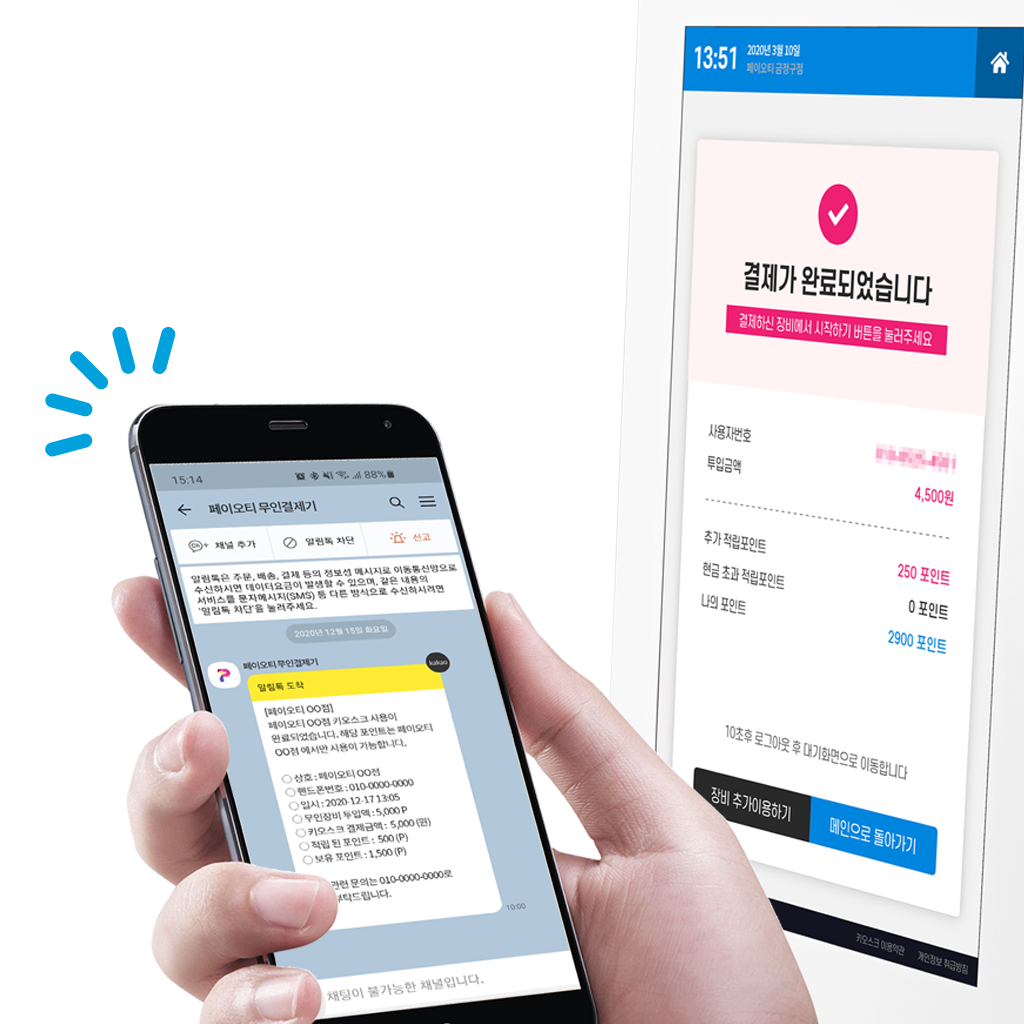 13:51
2020년 3월 10일
페이오티 금정구점
결제가 완료되었습니다
결제하신 장비에서 시작하기 버튼을 눌러주세요
사용자번호
투입금액
4,500원
추가 적립포인트
250 포인트
현금 초과 적립포인트
0 포인트
나의 포인트
2900 포인트
10초후 로그아웃 후 대기화면으로 이동합니다
장비 추가이용하기
메인으로 돌아가기
키오스크 이용약관
개인정보 취급방침
15:14
88%
페이오티 무인결제기
Ch+ 채널 추가
알림톡 차단
신고
알림톡은 주문, 배송, 결제 등의 정보성 메시지로 이동통신망으로
수신하시면 데이터요금이 발생할 수 있으며, 같은 내용의
서비스를 문자메시지(SMS) 등 다른 방식으로 수신하시려면
'알림톡 차단'을 눌러주세요.
2020년 12월 15일 화요일
페이오티 무인결제기
kakao
알림톡 도착
[페이오티 OO점]
페이오티 OO점 키오스크 사용이
완료되었습니다. 해당 포인트는 페이오티
OO점 에서만 사용이 가능합니다.
○ 상호 : 페이오티 OO점
○ 핸드폰번호 : 010-0000-0000
○ 일시 : 2020-12-17 13:05
○ 무인장비 투입액 : 5,000 P
○ 키오스크 결제금액 : 5,000 (원)
○ 적립 된 포인트 : 500 (P)
○ 보유 포인트 : 1,500 (P)
관련 문의는 010-0000-0000로
부탁드립니다.
10:00
채팅이 불가능한 채널입니다.